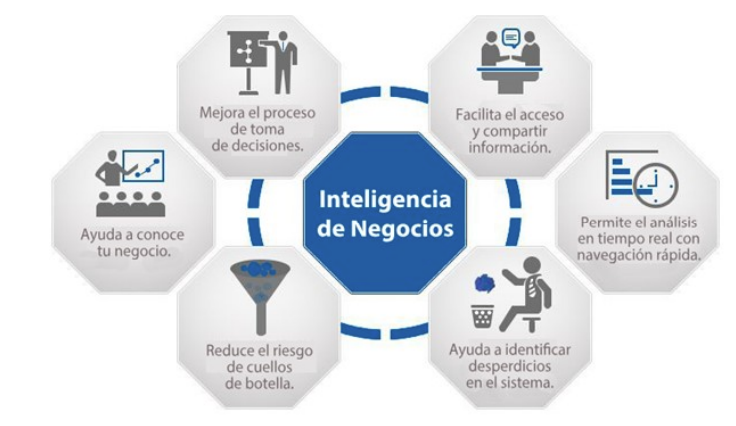 Mejora el proceso
de toma
de decisiones.
Facilita el acceso
y compartir
información.
Ayuda a conoce
tu negocio.
Inteligencia
de Negocios
Permite el análisis
en tiempo real con
navegación rápida.
Reduce el riesgo
de cuellos
de botella.
Ayuda a identificar
desperdicios
en el sistema.